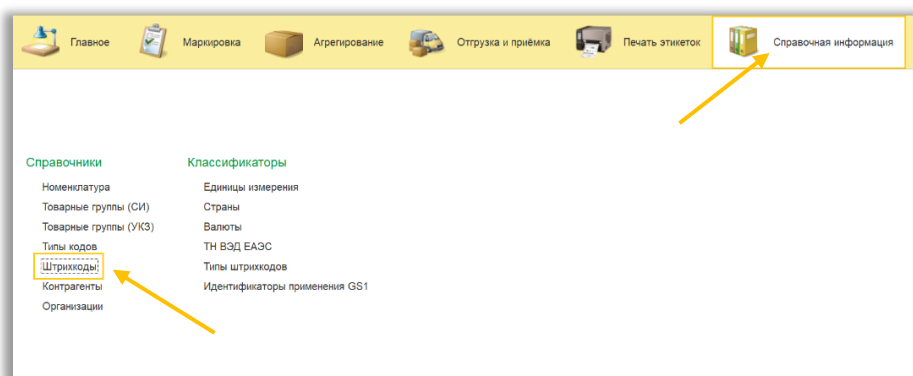 Главное Маркировка Агрегирование Отгрузка и приёмка Печать этикеток Справочная информация
Справочники
Номенклатура
Товарные группы (СИ)
Товарные группы (УКЗ)
Типы кодов
Штрихкоды
Контрагенты
Организации
Классификаторы
Единицы измерения
Страны
Валюты
ТН ВЭД ЕАЭС
Типы штрихкодов
Идентификаторы применения GS1